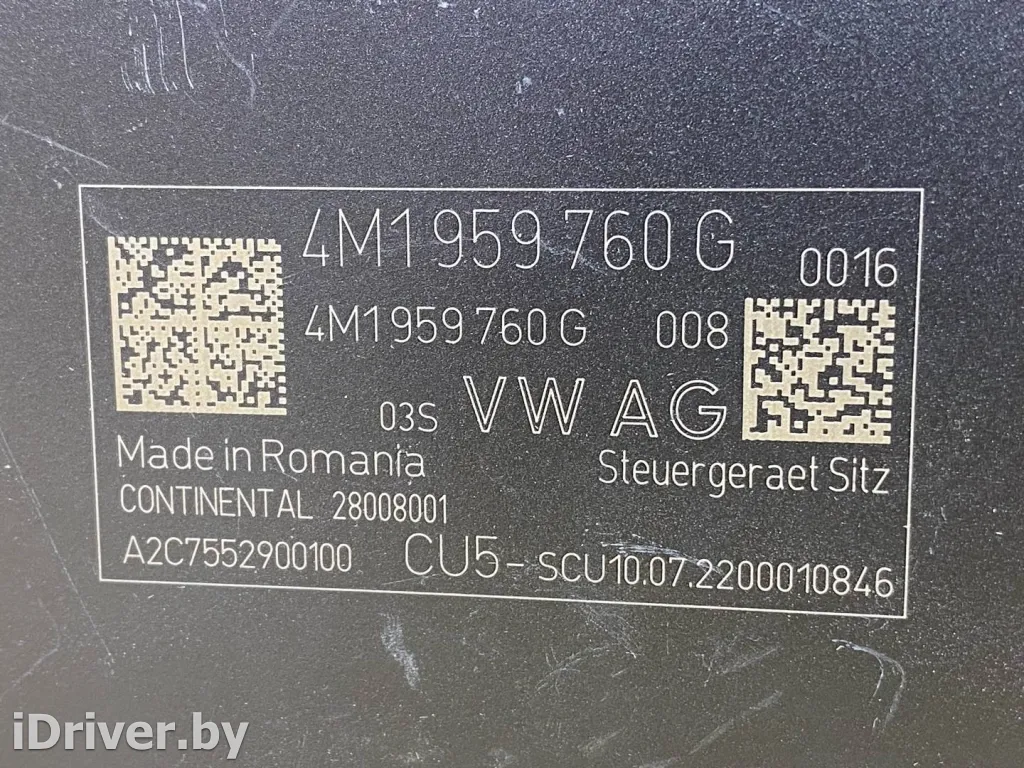 4M1 959 760 G
0016
4M1 959 760 G 008
03S VW AG
Made in Romania Steuergeraet Sitz
CONTINENTAL 28008001
A2C7552900100 CU5-SCU10.07.2200010846
iDriver.by